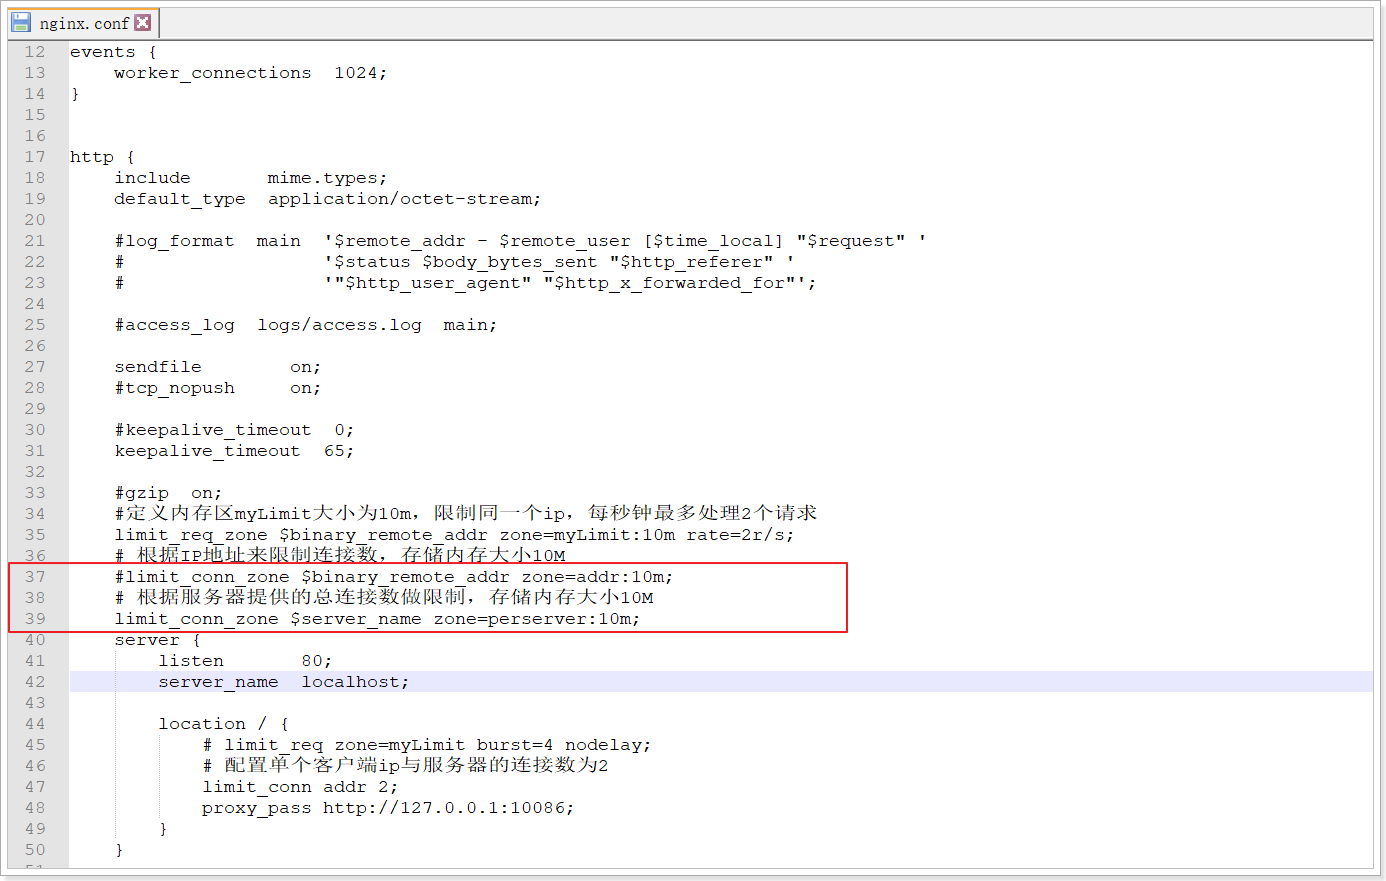 nginx.conf
12 events {
13     worker_connections  1024;
14 }
15
16
17 http {
18     include       mime.types;
19     default_type  application/octet-stream;
20
21     #log_format  main  '$remote_addr - $remote_user [$time_local] "$request" '
22     #                  '$status $body_bytes_sent "$http_referer" '
23     #                  '"$http_user_agent" "$http_x_forwarded_for"';
24
25     #access_log  logs/access.log  main;
26
27     sendfile        on;
28     #tcp_nopush     on;
29
30     #keepalive_timeout  0;
31     keepalive_timeout  65;
32
33     #gzip  on;
34     #定义内存区myLimit大小为10m，限制同一个ip，每秒钟最多处理2个请求
35     limit_req_zone $binary_remote_addr zone=myLimit:10m rate=2r/s;
36     # 根据IP地址来限制连接数，存储内存大小10M
37     #limit_conn_zone $binary_remote_addr zone=addr:10m;
38     # 根据服务器提供的总连接数做限制，存储内存大小10M
39     limit_conn_zone $server_name zone=perserver:10m;
40     server {
41         listen       80;
42         server_name  localhost;
43
44         location / {
45             # limit_req zone=myLimit burst=4 nodelay;
46             # 配置单个客户端ip与服务器的连接数为2
47             limit_conn addr 2;
48             proxy_pass http://127.0.0.1:10086;
49         }
50     }